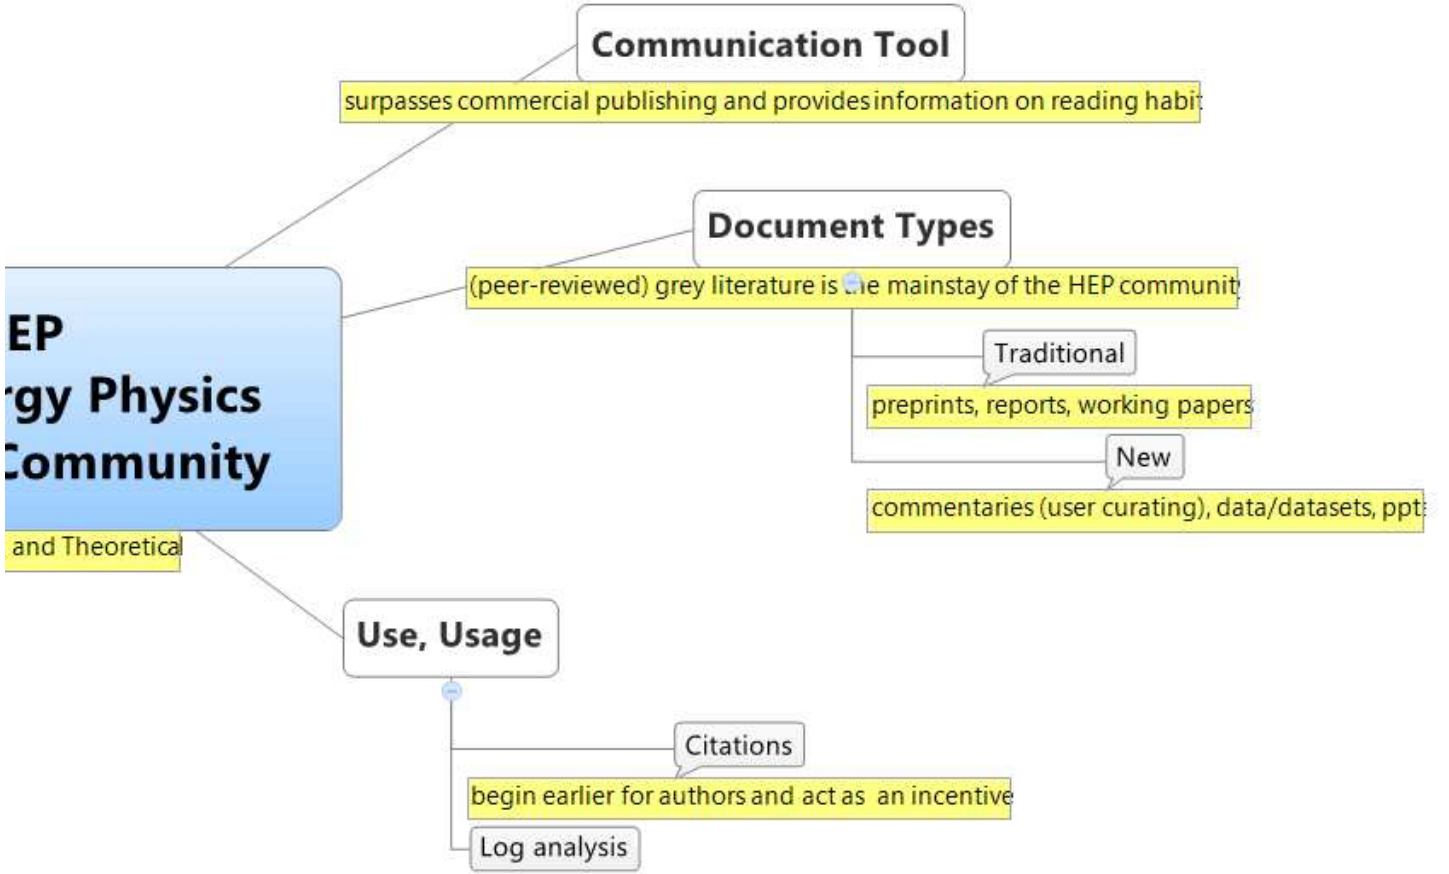 Communication Tool
surpasses commercial publishing and provides information on reading habit
Document Types
(peer-reviewed) grey literature is the mainstay of the HEP communit
EP
rgy Physics
Community
Traditional
preprints, reports, working papers
New
commentaries (user curating), data/datasets, ppt
and Theoretical
Use, Usage
Citations
begin earlier for authors and act as an incentive
Log analysis